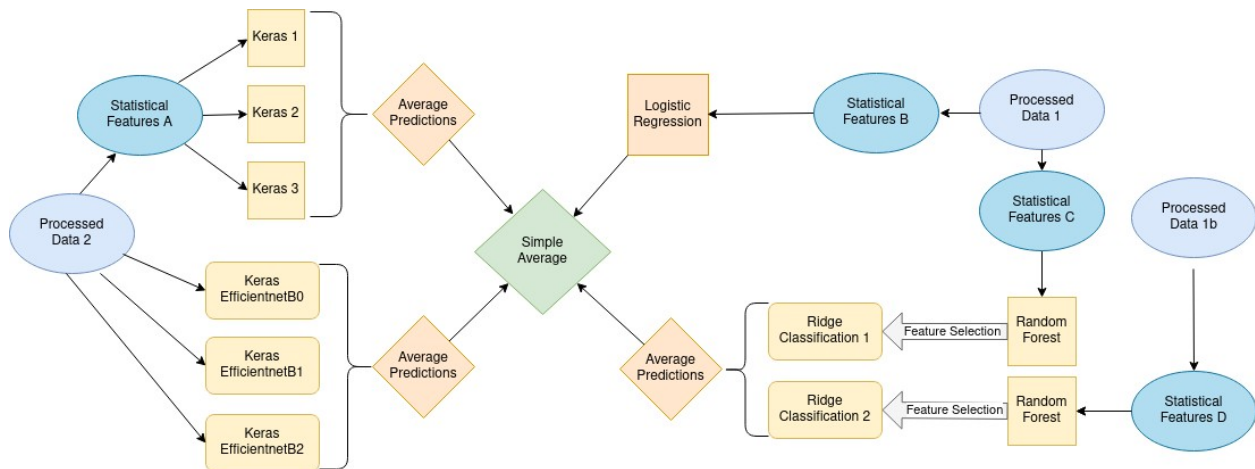 Keras 1
Statistical
Features A
Keras 2
Keras 3
Average
Predictions
Processed
Data 2
Keras
EfficientnetB0
Keras
EfficientnetB1
Keras
EfficientnetB2
Average
Predictions
Simple
Average
Logistic
Regression
Statistical
Features B
Processed
Data 1
Statistical
Features C
Processed
Data 1b
Ridge
Classification 1
Feature Selection
Random
Forest
Average
Predictions
Ridge
Classification 2
Feature Selection
Random
Forest
Statistical
Features D